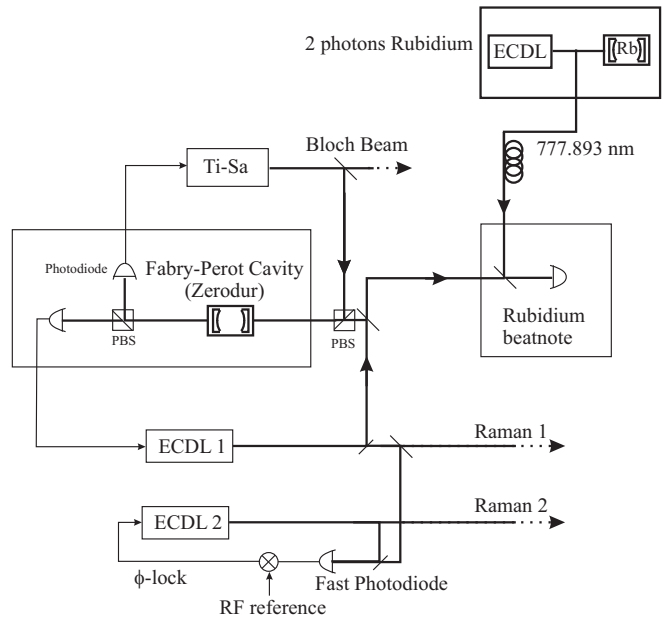 2 photons Rubidium
ECDL
Rb
777.893 nm
Bloch Beam
Ti-Sa
Photodiode
Fabry-Perot Cavity
(Zerodur)
PBS
PBS
Rubidium
beatnote
ECDL 1
Raman 1
ECDL 2
Raman 2
ϕ-lock
Fast Photodiode
RF reference